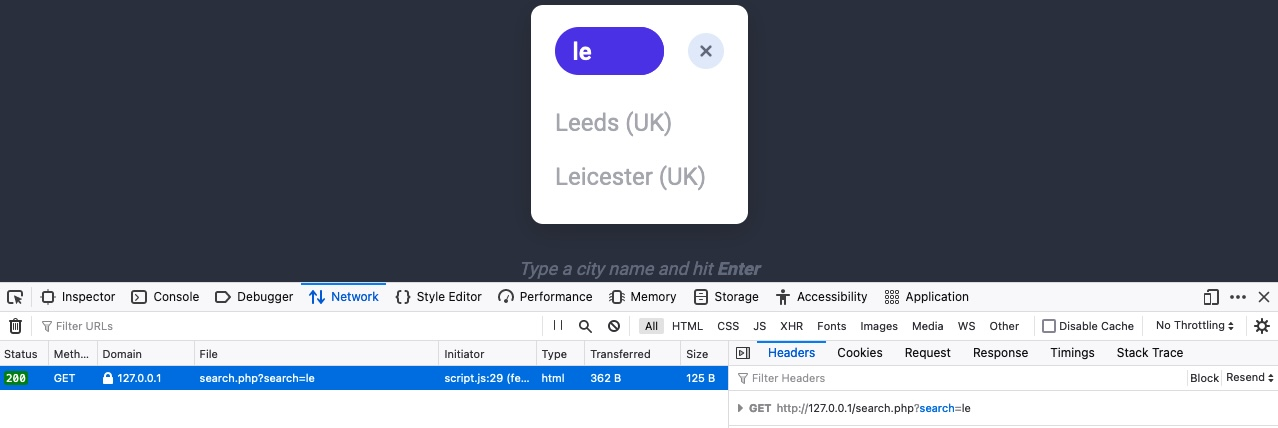 le
Leeds (UK)
Leicester (UK)
Type a city name and hit Enter
Inspector Console Debugger Network Style Editor Performance Memory Storage Accessibility Application
Filter URLs All HTML CSS JS XHR Fonts Images Media WS Other Disable Cache No Throttling
Status Meth... Domain File Initiator Type Transferred Size Headers Cookies Request Response Timings Stack Trace
200 GET 127.0.0.1 search.php?search=le script.js:29 (fe... html 362 B 125 B Filter Headers Block Resend
GET http://127.0.0.1/search.php?search=le